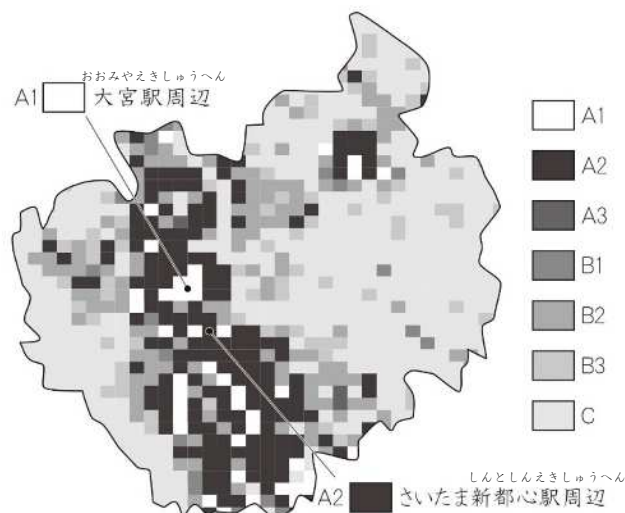 おおみやえきしゅうへん
A1 大宮駅周辺
A1
A2
A3
B1
B2
B3
C
しんとしんえきしゅうへん
A2 さいたま新都心駅周辺